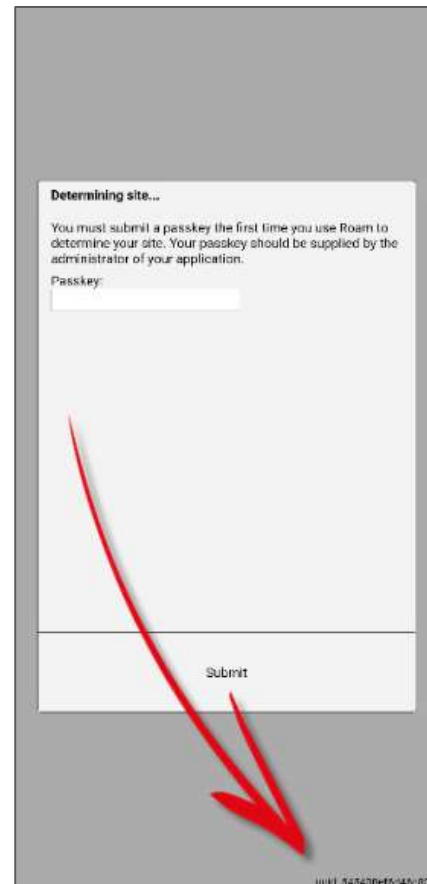 Determining site...
You must submit a passkey the first time you use Roam to
determine your site. Your passkey should be supplied by the
administrator of your application.
Passkey:
Submit